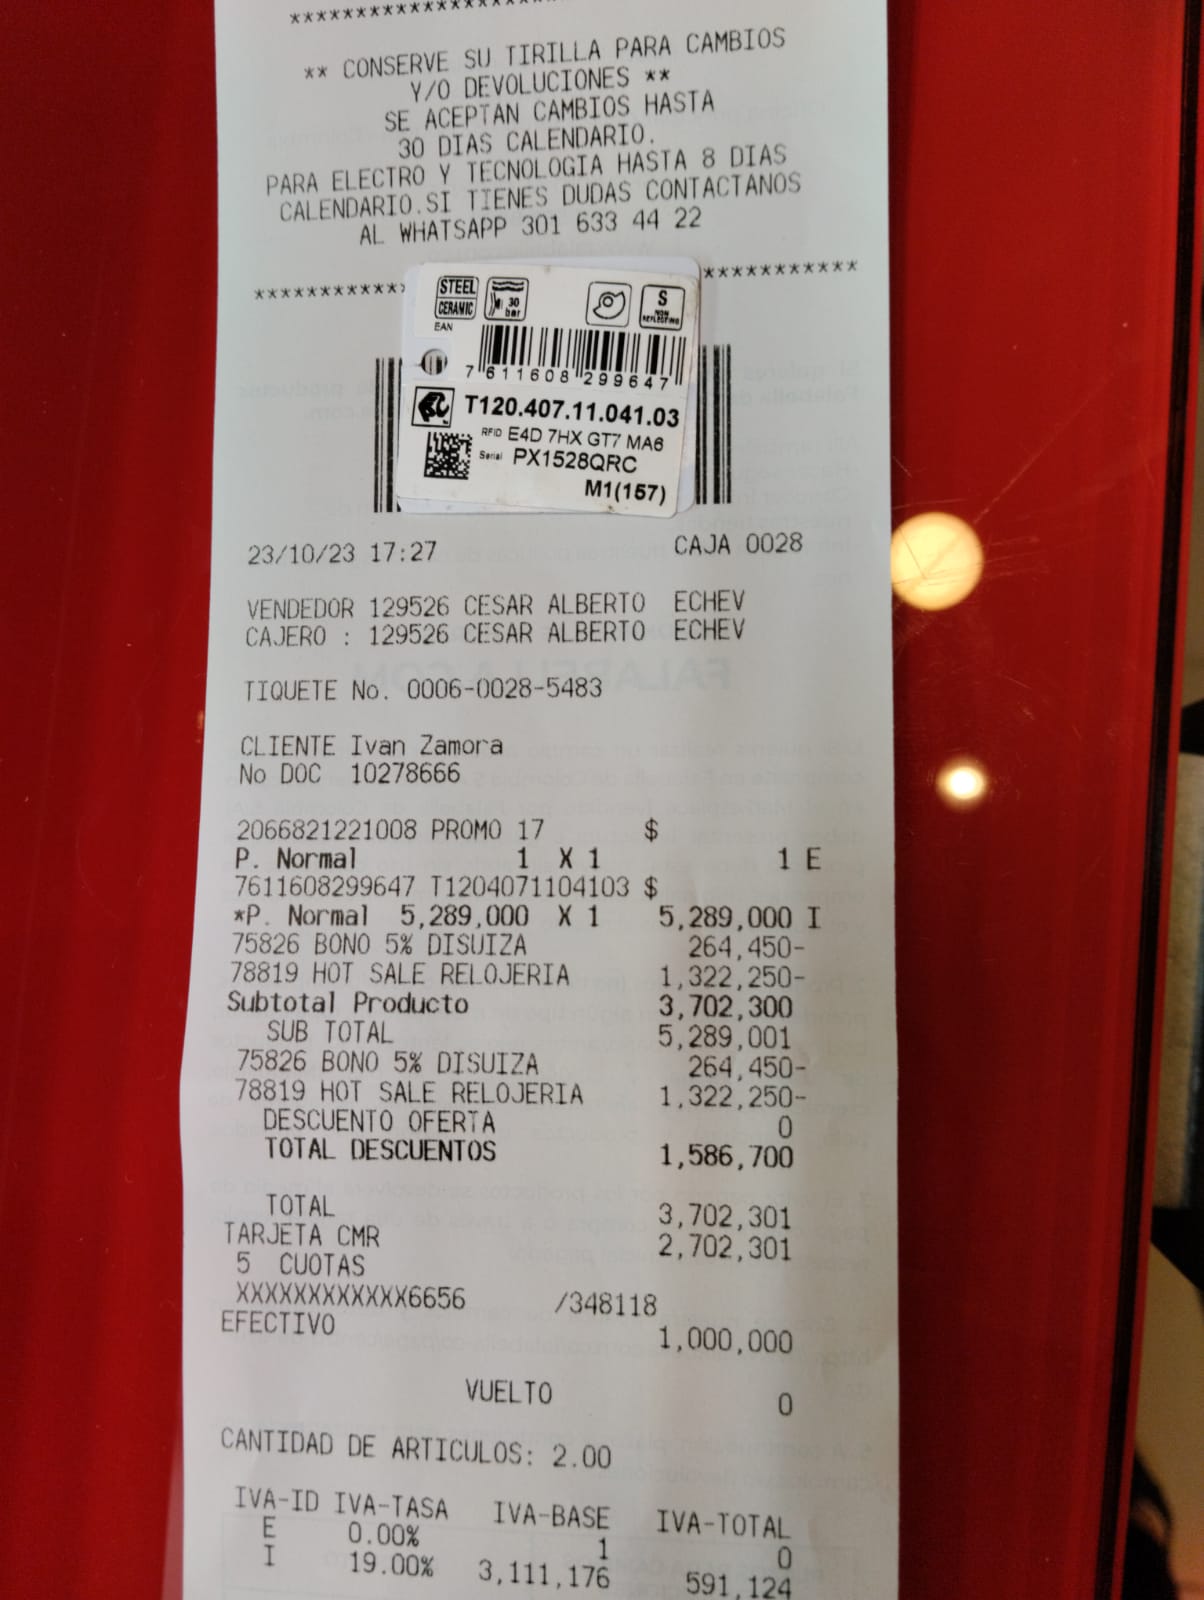 ************************
** CONSERVE SU TIRILLA PARA CAMBIOS
Y/O DEVOLUCIONES **
SE ACEPTAN CAMBIOS HASTA
30 DIAS CALENDARIO.
PARA ELECTRO Y TECNOLOGIA HASTA 8 DIAS
CALENDARIO.SI TIENES DUDAS CONTACTANOS
AL WHATSAPP 301 633 44 22
STEEL
CERAMIC
30
bar
S
NON
REFLECTING
EAN
7 611608 299647
T120.407.11.041.03
RFID E4D 7HX GT7 MA6
Serial PX1528QRC
M1(157)
23/10/23 17:27 CAJA 0028
VENDEDOR 129526 CESAR ALBERTO ECHEV
CAJERO : 129526 CESAR ALBERTO ECHEV
TIQUETE No. 0006-0028-5483
CLIENTE Ivan Zamora
No DOC 10278666
2066821221008 PROMO 17 $
P. Normal 1 X 1 1 E
7611608299647 T1204071104103 $
*P. Normal 5,289,000 X 1 5,289,000 I
75826 BONO 5% DISUIZA 264,450-
78819 HOT SALE RELOJERIA 1,322,250-
Subtotal Producto 3,702,300
SUB TOTAL 5,289,001
75826 BONO 5% DISUIZA 264,450-
78819 HOT SALE RELOJERIA 1,322,250-
DESCUENTO OFERTA 0
TOTAL DESCUENTOS 1,586,700
TOTAL 3,702,301
TARJETA CMR 2,702,301
5 CUOTAS
XXXXXXXXXXXX6656 /348118
EFECTIVO 1,000,000
VUELTO 0
CANTIDAD DE ARTICULOS: 2.00
IVA-ID IVA-TASA IVA-BASE IVA-TOTAL
E 0.00% 1 0
I 19.00% 3,111,176 591,124